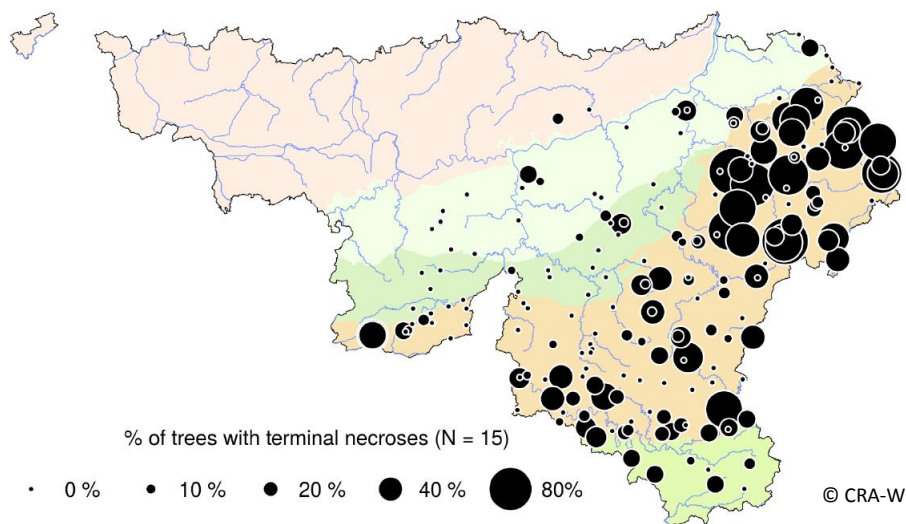 % of trees with terminal necroses (N = 15)
0 % 10 % 20 % 40 % 80%
© CRA-W